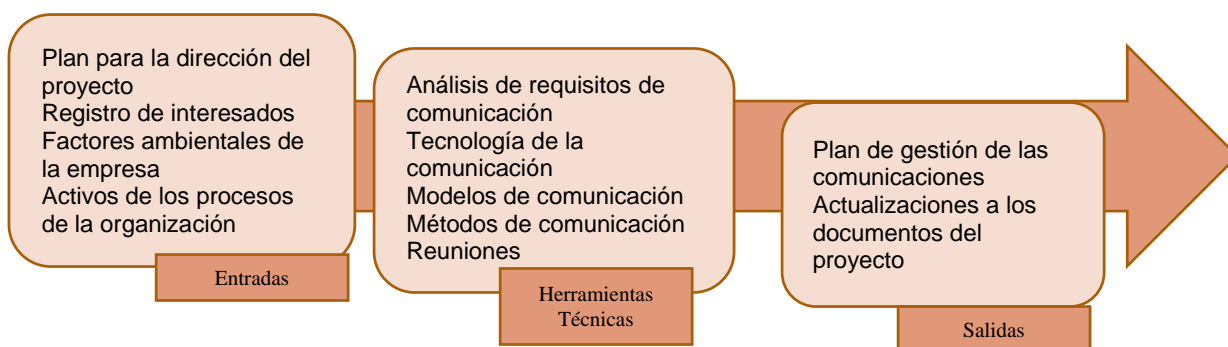 Plan para la dirección del
proyecto
Registro de interesados
Factores ambientales de
la empresa
Activos de los procesos
de la organización
Entradas
Análisis de requisitos de
comunicación
Tecnología de la
comunicación
Modelos de comunicación
Métodos de comunicación
Reuniones
Herramientas
Técnicas
Plan de gestión de las
comunicaciones
Actualizaciones a los
documentos del
proyecto
Salidas